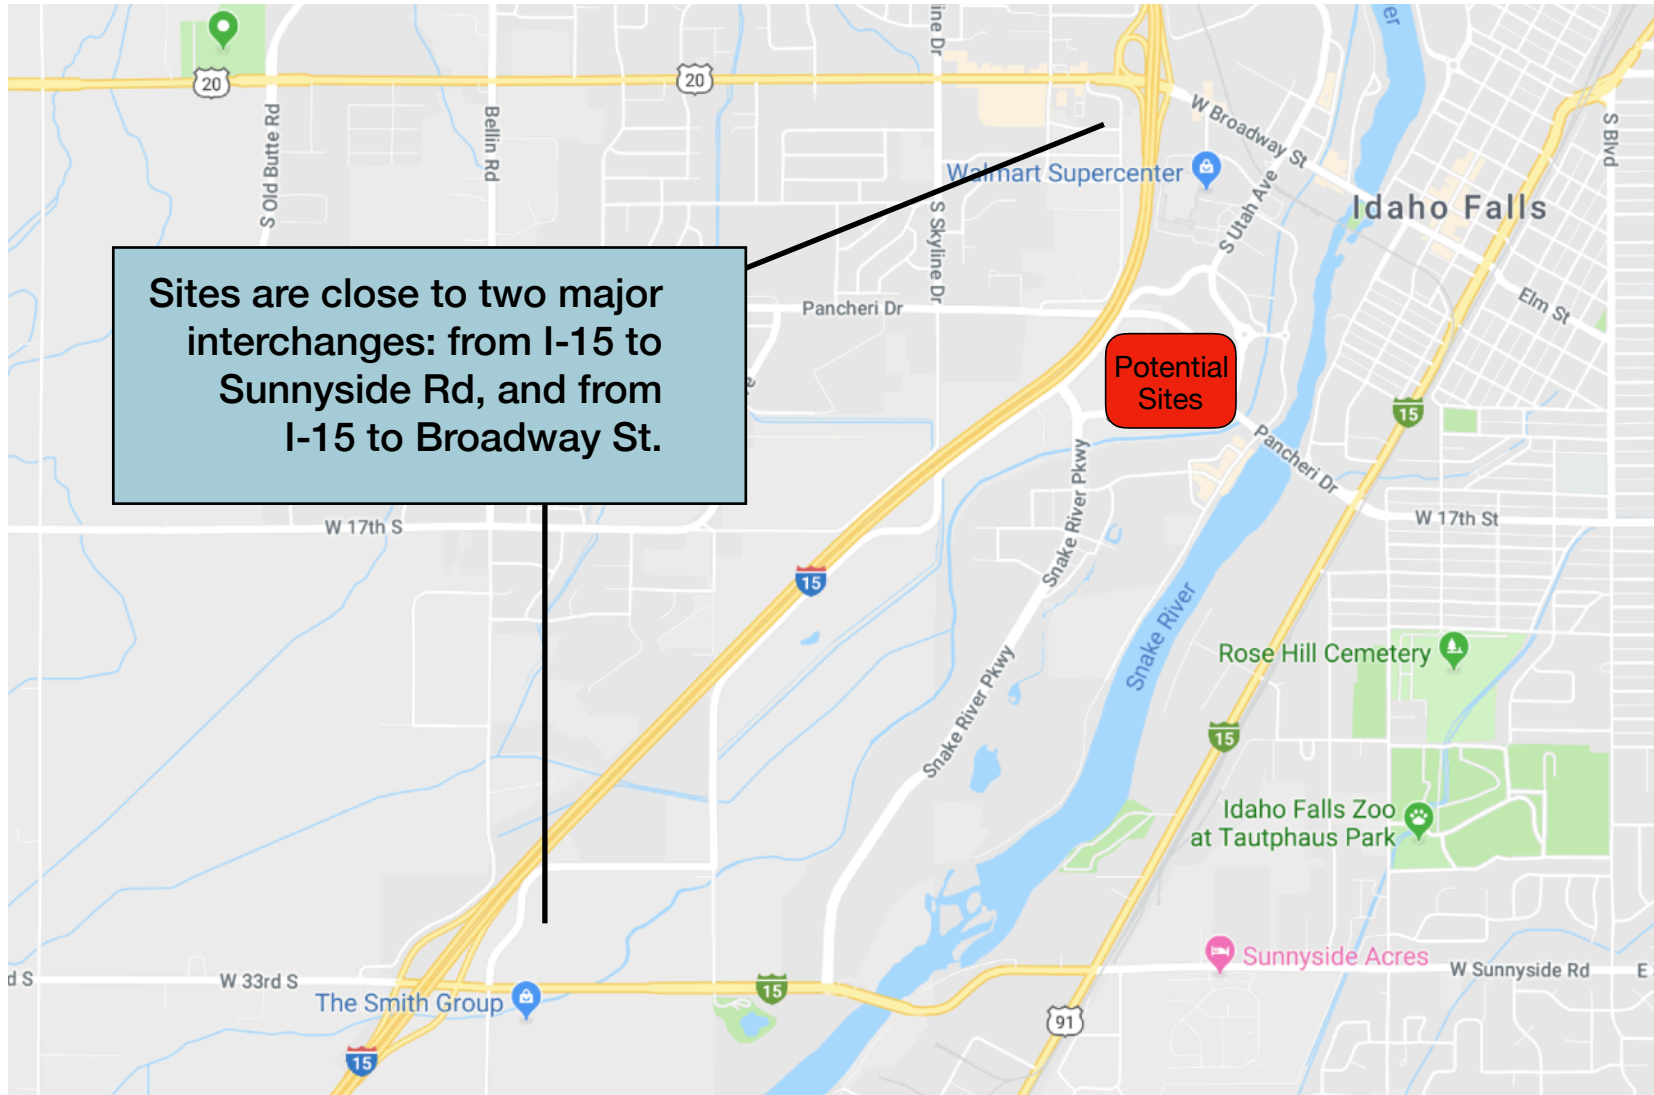 er
ine Dr
20
20
W Broadway St
S Old Butte Rd
Bellin Rd
S Blvd
Walmart Supercenter
S Utah Ave
Idaho Falls
S Skyline Dr
Sites are close to two major
interchanges: from I-15 to
Sunnyside Rd, and from
I-15 to Broadway St.
Pancheri Dr
Elm St
Potential
Sites
15
Pancheri Dr
Snake River Pkwy
W 17th S
W 17th St
15
Snake River
Rose Hill Cemetery
Snake River Pkwy
15
Idaho Falls Zoo
at Tautphaus Park
Sunnyside Acres
W Sunnyside Rd
E
d S
W 33rd S
The Smith Group
15
91
15